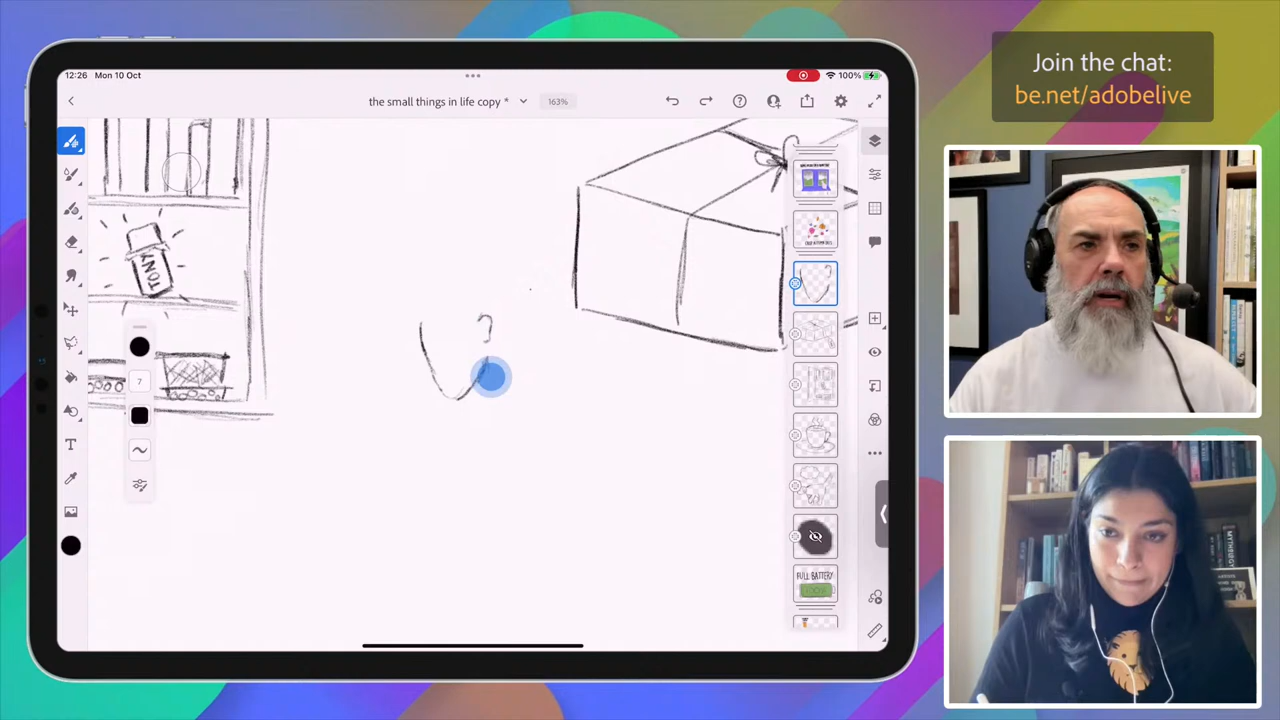 12:26 Mon 10 Oct
100%
the small things in life copy *
163%
TONY
7
T
FULL BATTERY
Join the chat:
be.net/adobelive